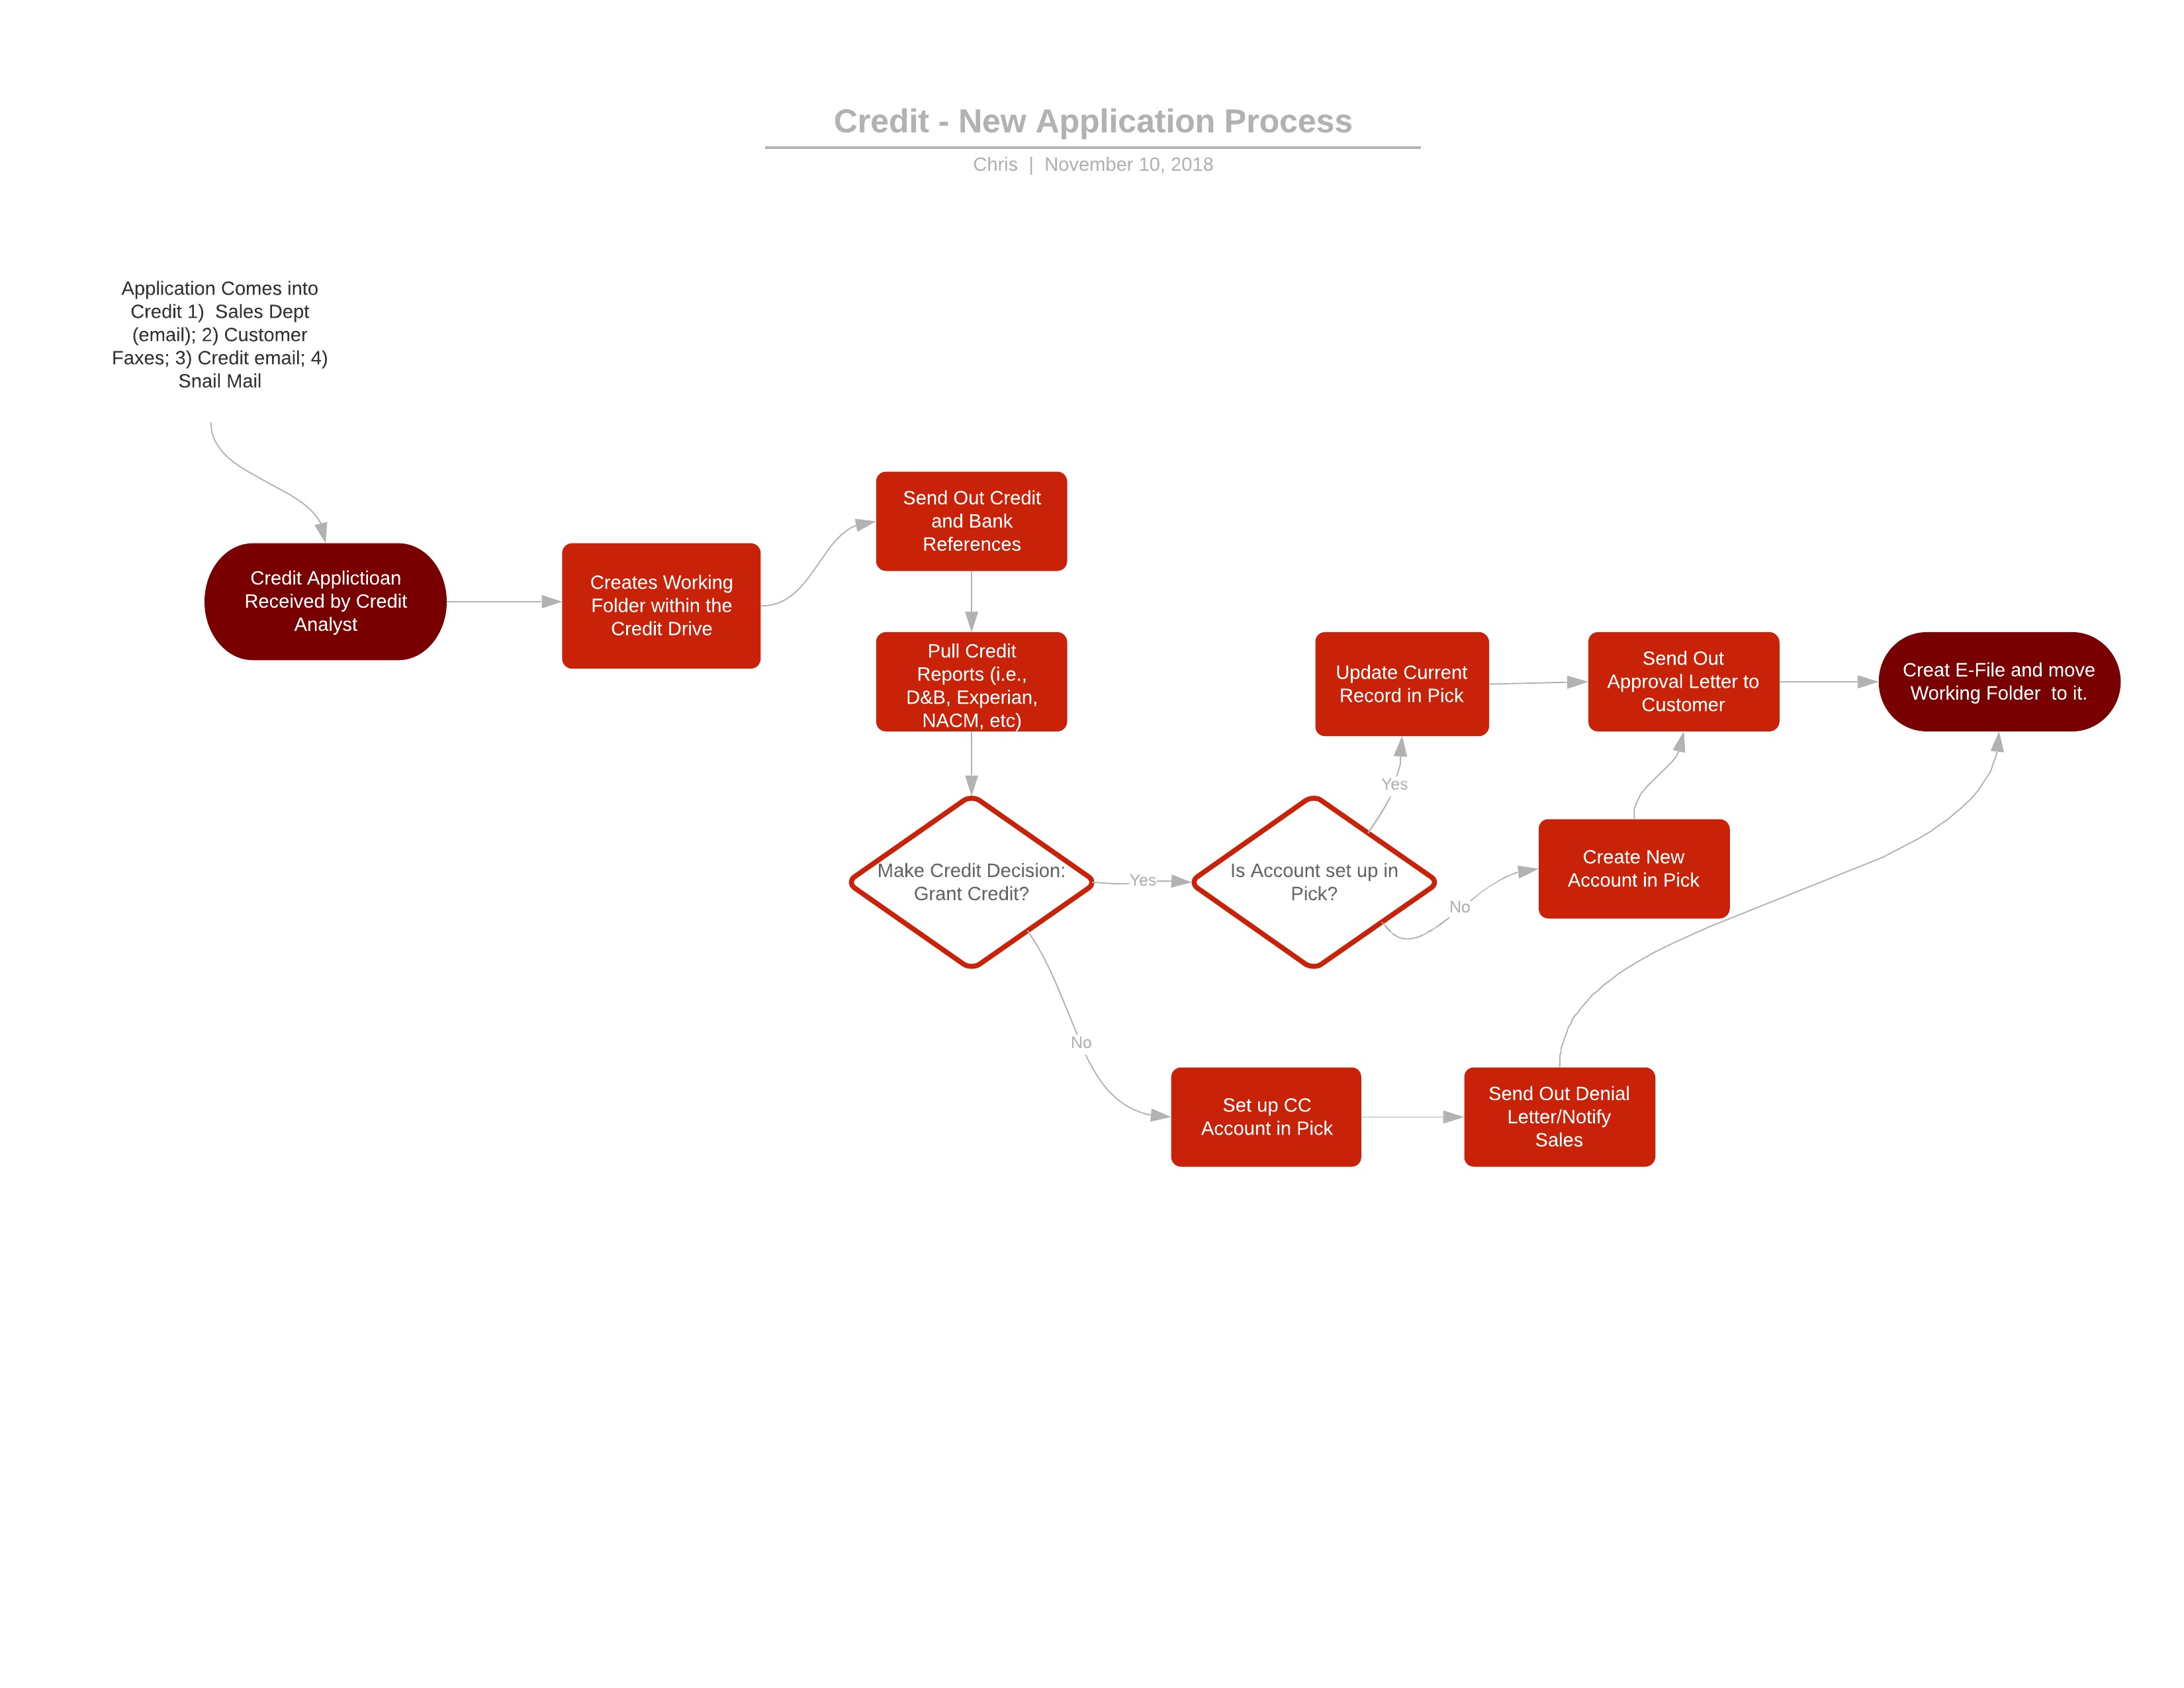 Credit - New Application Process
Chris | November 10, 2018
Application Comes into
Credit 1)  Sales Dept
(email); 2) Customer
Faxes; 3) Credit email; 4)
Snail Mail
Credit Applictioan
Received by Credit
Analyst
Creates Working
Folder within the
Credit Drive
Send Out Credit
and Bank
References
Pull Credit
Reports (i.e.,
D&B, Experian,
NACM, etc)
Make Credit Decision:
Grant Credit?
Yes
Is Account set up in
Pick?
Yes
Update Current
Record in Pick
Send Out
Approval Letter to
Customer
Creat E-File and move
Working Folder  to it.
No
Create New
Account in Pick
No
Set up CC
Account in Pick
Send Out Denial
Letter/Notify
Sales